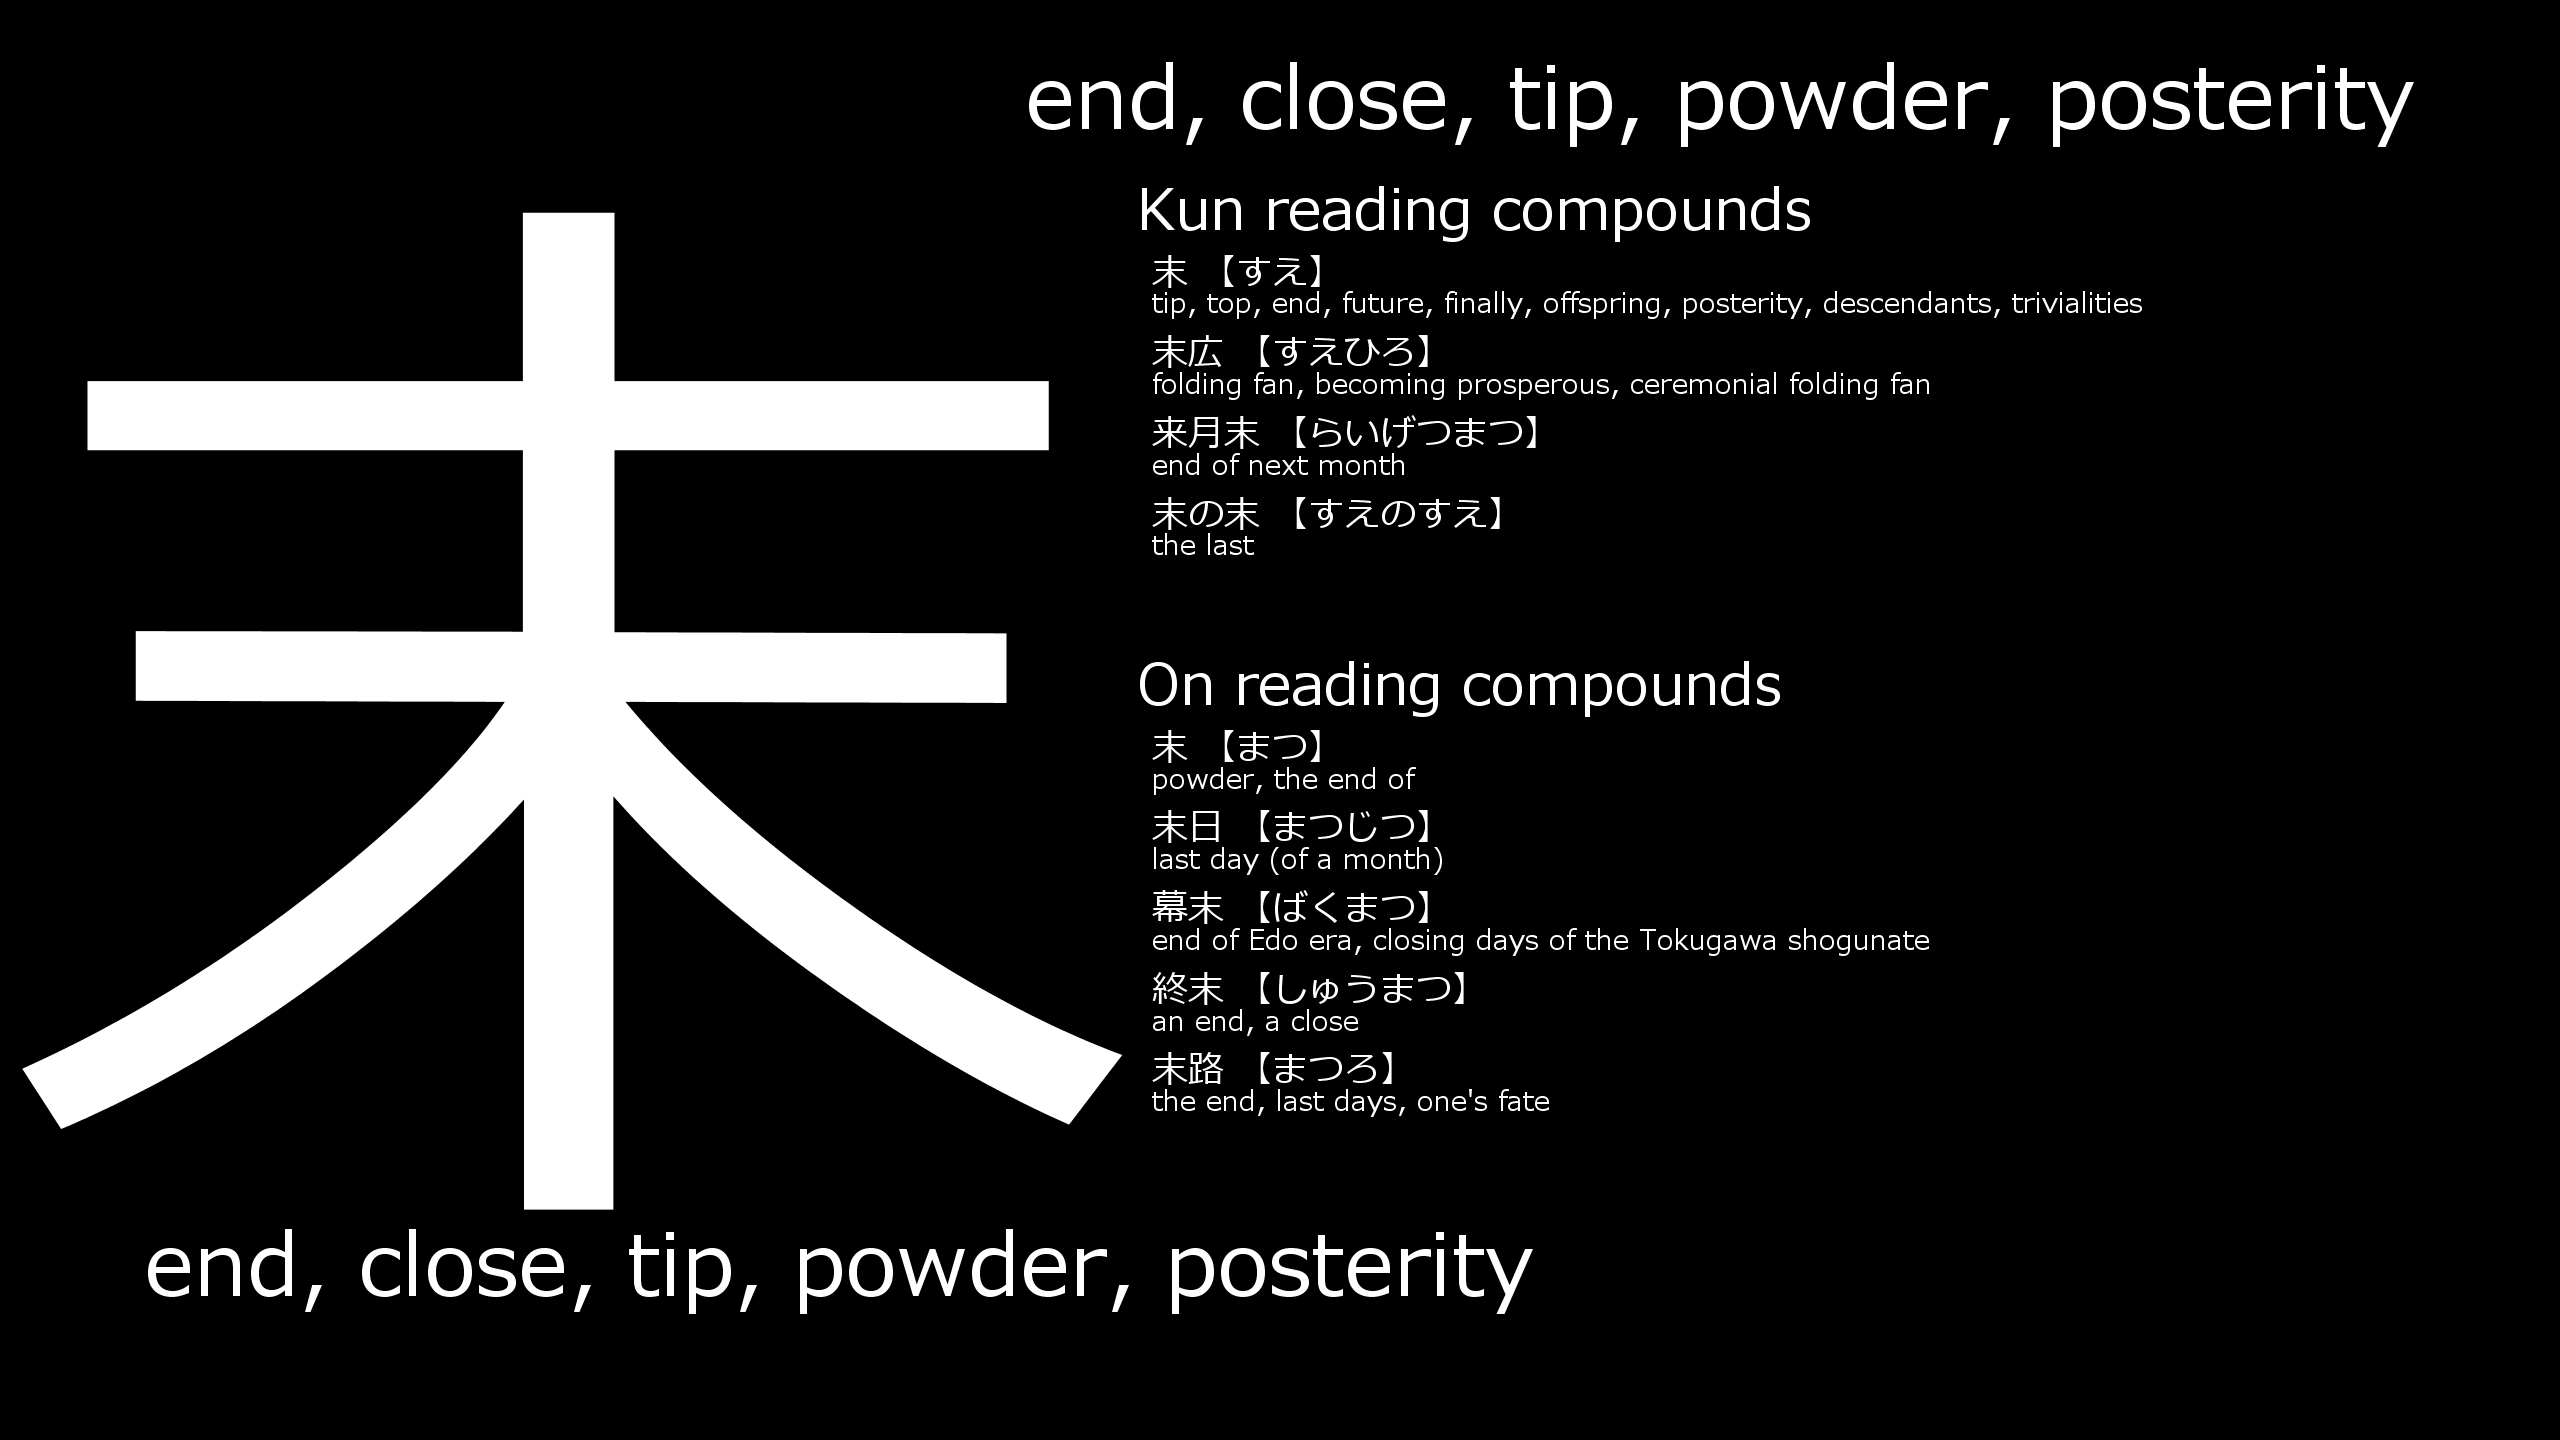 end, close, tip, powder, posterity
末
Kun reading compounds
末 【すえ】
tip, top, end, future, finally, offspring, posterity, descendants, trivialities
末広 【すえひろ】
folding fan, becoming prosperous, ceremonial folding fan
来月末 【らいげつまつ】
end of next month
末の末 【すえのすえ】
the last
On reading compounds
末 【まつ】
powder, the end of
末日 【まつじつ】
last day (of a month)
幕末 【ばくまつ】
end of Edo era, closing days of the Tokugawa shogunate
終末 【しゅうまつ】
an end, a close
末路 【まつろ】
the end, last days, one's fate
end, close, tip, powder, posterity